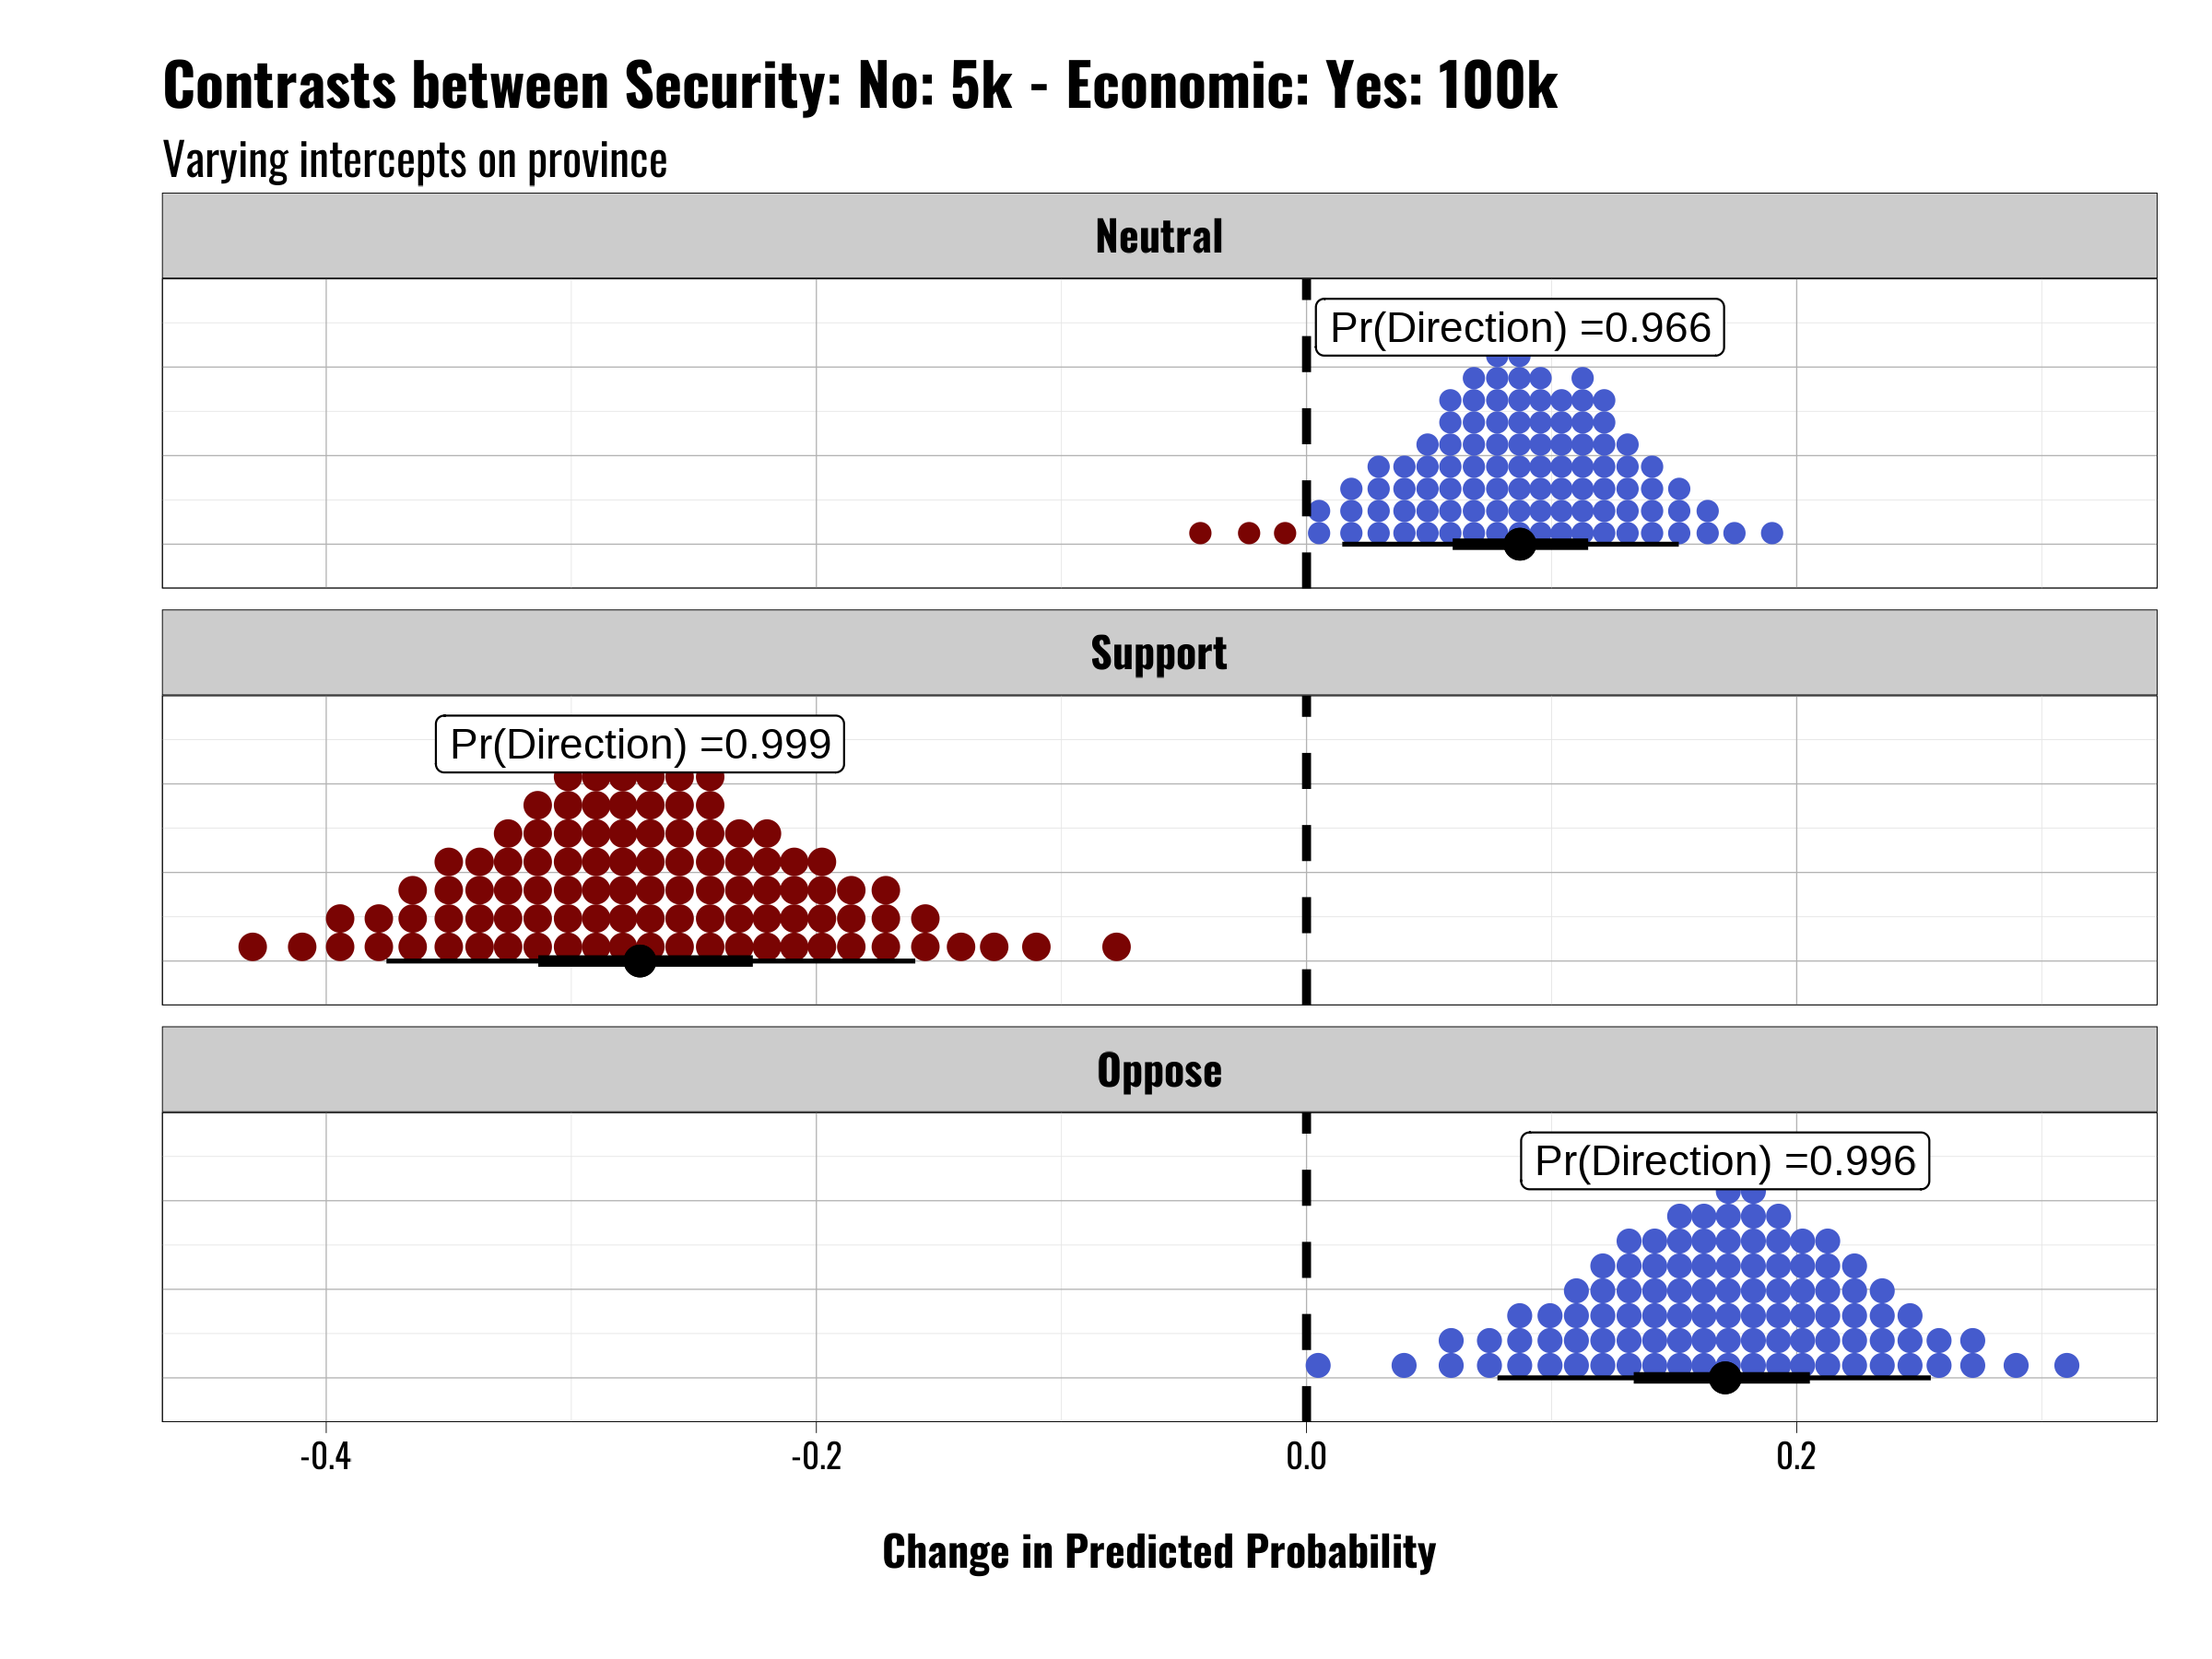 Contrasts between Security: No: 5k - Economic: Yes: 100k
Varying intercepts on province
Neutral
Pr(Direction) =0.966
Support
Pr(Direction) =0.999
Oppose
Pr(Direction) =0.996
-0.4 -0.2 0.0 0.2
Change in Predicted Probability